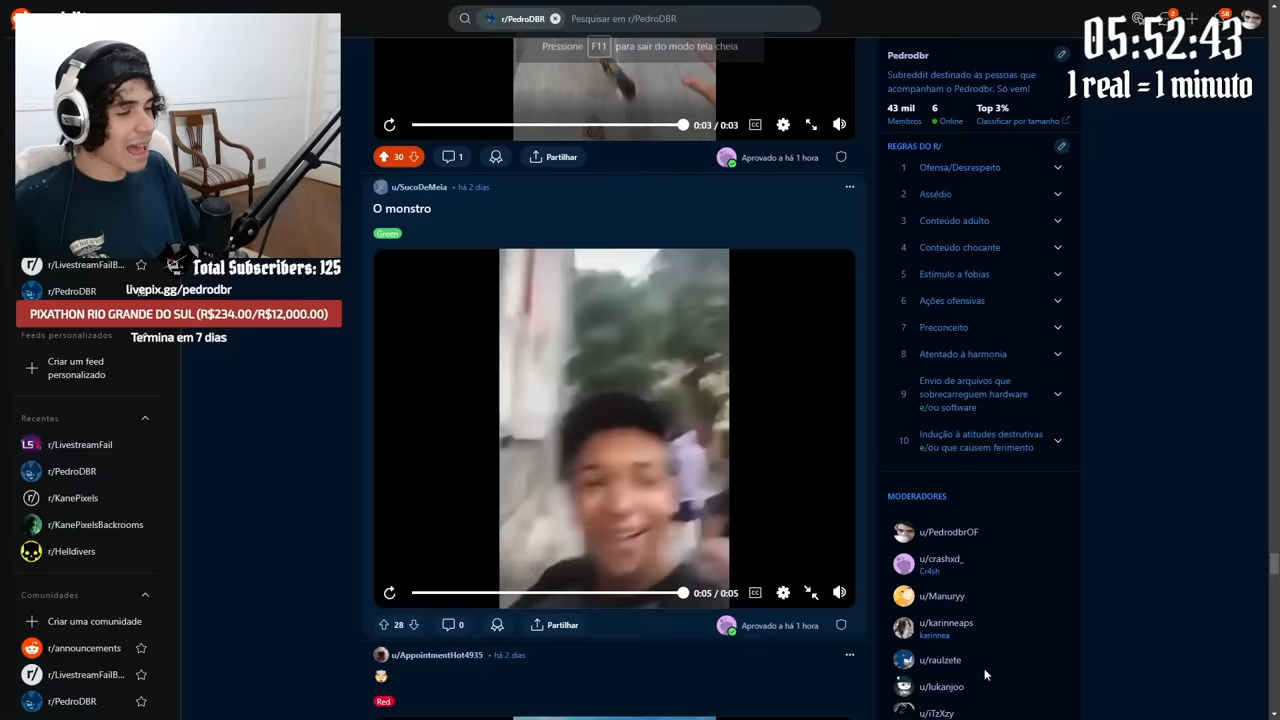 r/PedroDBR
Pesquisar em r/PedroDBR
2
58
Pressione F11 para sair do modo tela cheia
05:52:43
1 real = 1 minuto
Pedrodbr
Subreddit destinado às pessoas que
acompanham o Pedrodbr. Só vem!
43 mil
6
Top 3%
Membros
Online
Classificar por tamanho
REGRAS DO R/
1 Ofensa/Desrespeito
2 Assédio
3 Conteúdo adulto
4 Conteúdo chocante
5 Estímulo a fobias
6 Ações ofensivas
7 Preconceito
8 Atentado à harmonia
9 Envio de arquivos que
sobrecarreguem hardware
e/ou software
10 Indução à atitudes destrutivas
e/ou que causem ferimento
MODERADORES
u/PedrodbrOF
u/crashxd_
Cr4sh
u/Manuryy
u/karinneaps
karinnea
u/raulzete
u/lukanjoo
u/iTzXzy
0:03 / 0:03
30
1
Partilhar
Aprovado a há 1 hora
u/SucoDeMeia • há 2 dias
O monstro
Green
0:05 / 0:05
28
0
Partilhar
Aprovado a há 1 hora
u/AppointmentHot4935 • há 2 dias
🤯
Red
r/LivestreamFailB...
Total Subscribers: 125
r/PedroDBR
livepix.gg/pedrodbr
PIXATHON RIO GRANDE DO SUL (R$234.00/R$12,000.00)
Termina em 7 dias
Feeds personalizados
Criar um feed
personalizado
Recentes
r/LivestreamFail
r/PedroDBR
r/KanePixels
r/KanePixelsBackrooms
r/Helldivers
Comunidades
Criar uma comunidade
r/announcements
r/LivestreamFailB...
r/PedroDBR